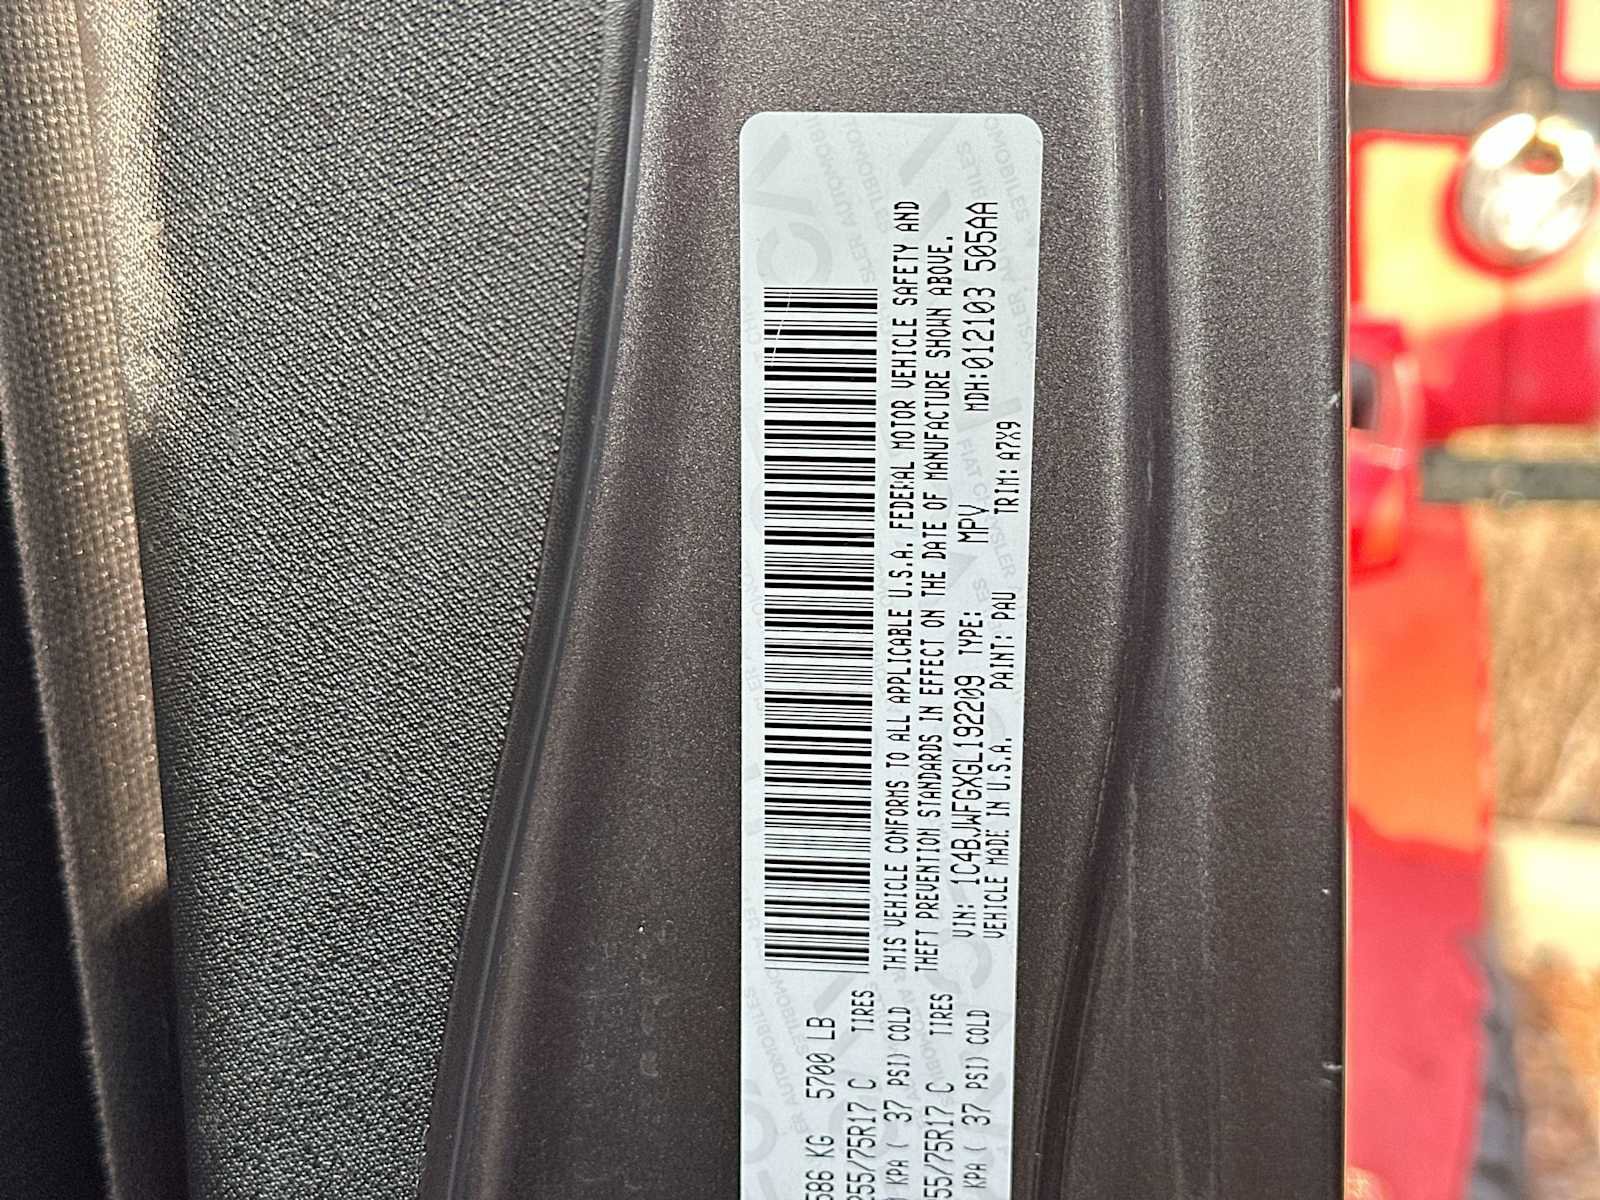 586 KG 5700 LB
255/75R17 C TIRES
KPA ( 37 PSI) COLD
55/75R17 C TIRES
KPA ( 37 PSI) COLD
THIS VEHICLE CONFORMS TO ALL APPLICABLE U.S.A. FEDERAL MOTOR VEHICLE SAFETY AND
THEFT PREVENTION STANDARDS IN EFFECT ON THE DATE OF MANUFACTURE SHOWN ABOVE.
VIN: 1C4BJWFGXGL192209 TYPE: MPV MDH:012103 505AA
VEHICLE MADE IN U.S.A. PAINT: PAU TRIM: A7X9